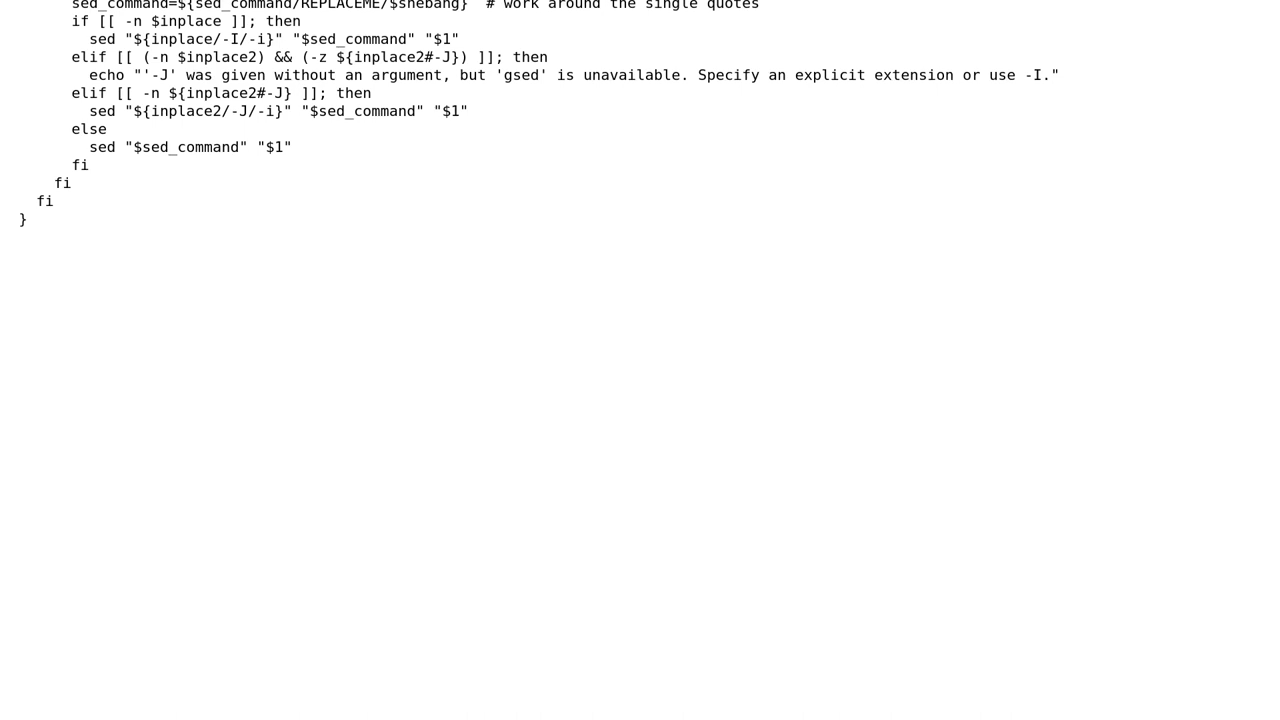 sed_command=${sed_command/REPLACEME/$shebang}  # work around the single quotes
if [[ -n $inplace ]]; then
sed "${inplace/-I/-i}" "$sed_command" "$1"
elif [[ (-n $inplace2) && (-z ${inplace2#-J}) ]]; then
echo "'-J' was given without an argument, but 'gsed' is unavailable. Specify an explicit extension or use -I."
elif [[ -n ${inplace2#-J} ]]; then
sed "${inplace2/-J/-i}" "$sed_command" "$1"
else
sed "$sed_command" "$1"
fi
fi
fi
}